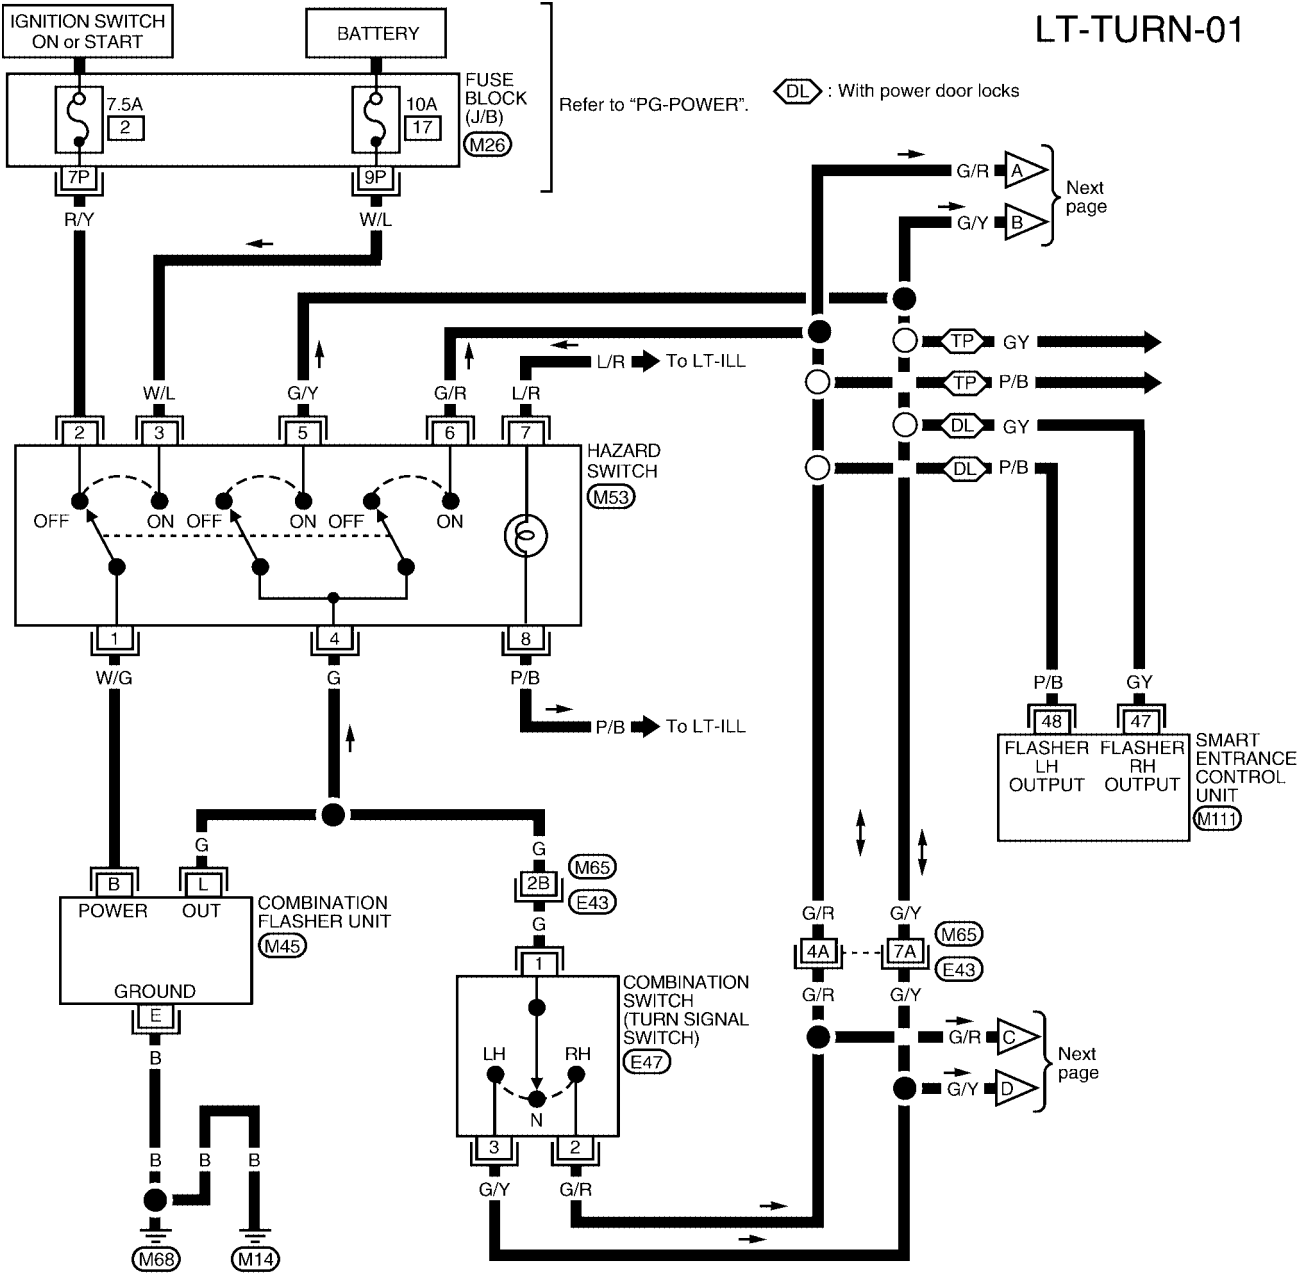 LT-TURN-01
IGNITION SWITCH
ON or START
BATTERY
7.5A
2
10A
17
FUSE
BLOCK
(J/B)
M26
Refer to "PG-POWER".
DL : With power door locks
7P
9P
R/Y
W/L
G/R
A
G/Y
B
Next
page
TP
GY
TP
P/B
DL
GY
DL
P/B
L/R
To LT-ILL
W/L
G/Y
G/R
L/R
2
3
5
6
7
HAZARD
SWITCH
M53
OFF
ON
OFF
ON
OFF
ON
1
4
8
W/G
G
P/B
P/B
To LT-ILL
P/B
GY
48
47
FLASHER
LH
OUTPUT
FLASHER
RH
OUTPUT
SMART
ENTRANCE
CONTROL
UNIT
M111
G
G
B
L
POWER
OUT
COMBINATION
FLASHER UNIT
M45
GROUND
E
2B
M65
E43
G
1
COMBINATION
SWITCH
(TURN SIGNAL
SWITCH)
E47
LH
RH
N
3
2
G/Y
G/R
G/R
G/Y
4A
7A
M65
E43
G/R
G/Y
G/R
C
G/Y
D
Next
page
B
B
B
B
M68
M14